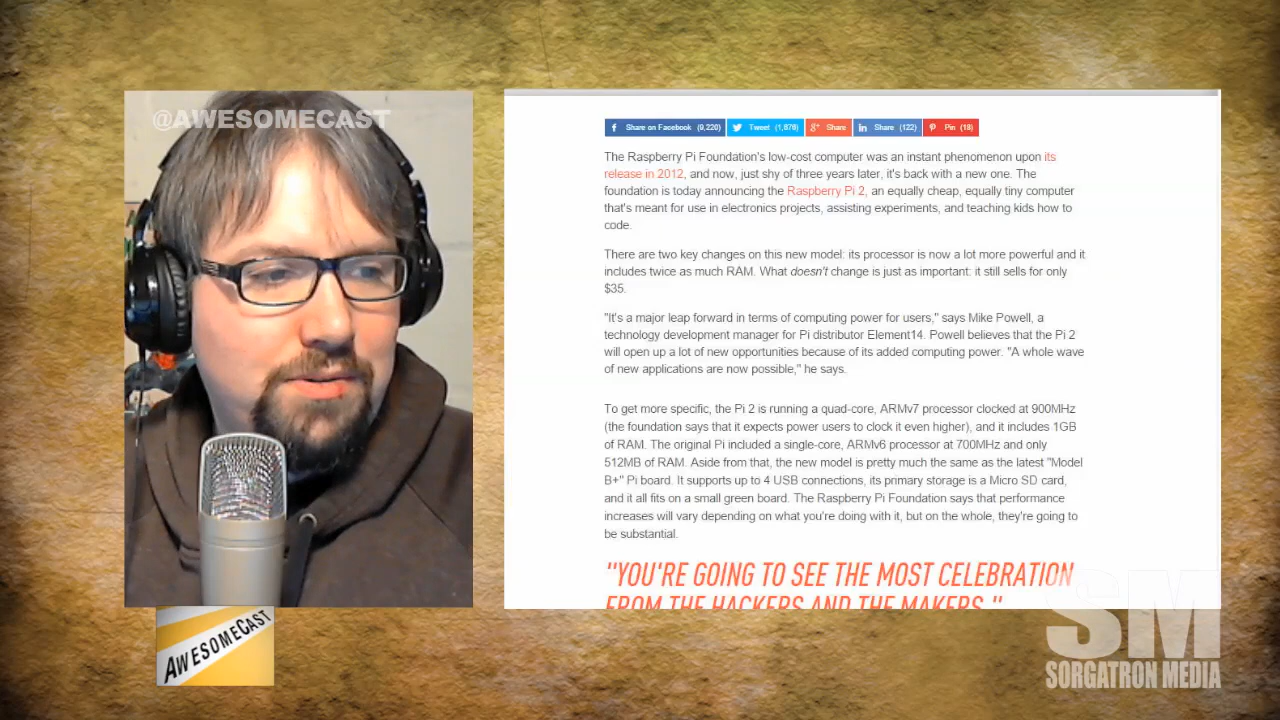 @AWESOMECAST
Share on Facebook (9,220)
Tweet (1,876)
Share
Share (122)
Pin (18)
The Raspberry Pi Foundation's low-cost computer was an instant phenomenon upon its
release in 2012, and now, just shy of three years later, it's back with a new one. The
foundation is today announcing the Raspberry Pi 2, an equally cheap, equally tiny computer
that's meant for use in electronics projects, assisting experiments, and teaching kids how to
code.
There are two key changes on this new model: its processor is now a lot more powerful and it
includes twice as much RAM. What doesn't change is just as important: it still sells for only
$35.
"It's a major leap forward in terms of computing power for users," says Mike Powell, a
technology development manager for Pi distributor Element14. Powell believes that the Pi 2
will open up a lot of new opportunities because of its added computing power. "A whole wave
of new applications are now possible," he says.
To get more specific, the Pi 2 is running a quad-core, ARMv7 processor clocked at 900MHz
(the foundation says that it expects power users to clock it even higher), and it includes 1GB
of RAM. The original Pi included a single-core, ARMv6 processor at 700MHz and only
512MB of RAM. Aside from that, the new model is pretty much the same as the latest "Model
B+" Pi board. It supports up to 4 USB connections, its primary storage is a Micro SD card,
and it all fits on a small green board. The Raspberry Pi Foundation says that performance
increases will vary depending on what you're doing with it, but on the whole, they're going to
be substantial.
"YOU'RE GOING TO SEE THE MOST CELEBRATION
FROM THE HACKERS AND THE MAKERS."
AWESOMECAST
SM
SORGATRON MEDIA